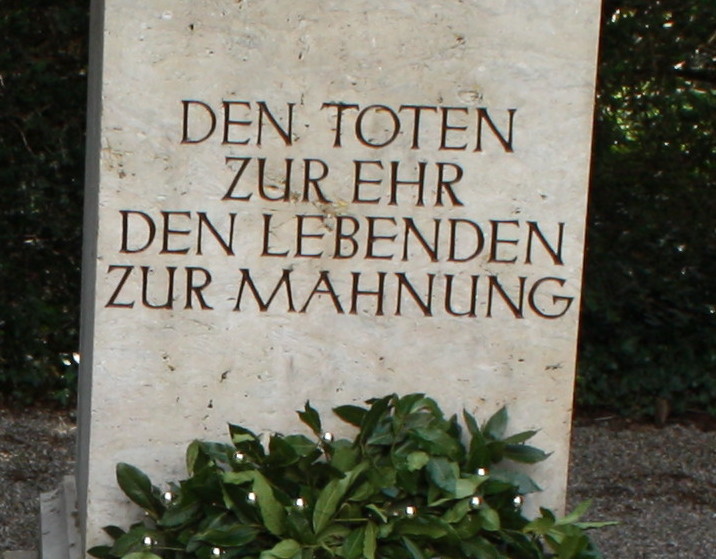 DEN TOTEN
ZUR EHR
DEN LEBENDEN
ZUR MAHNUNG